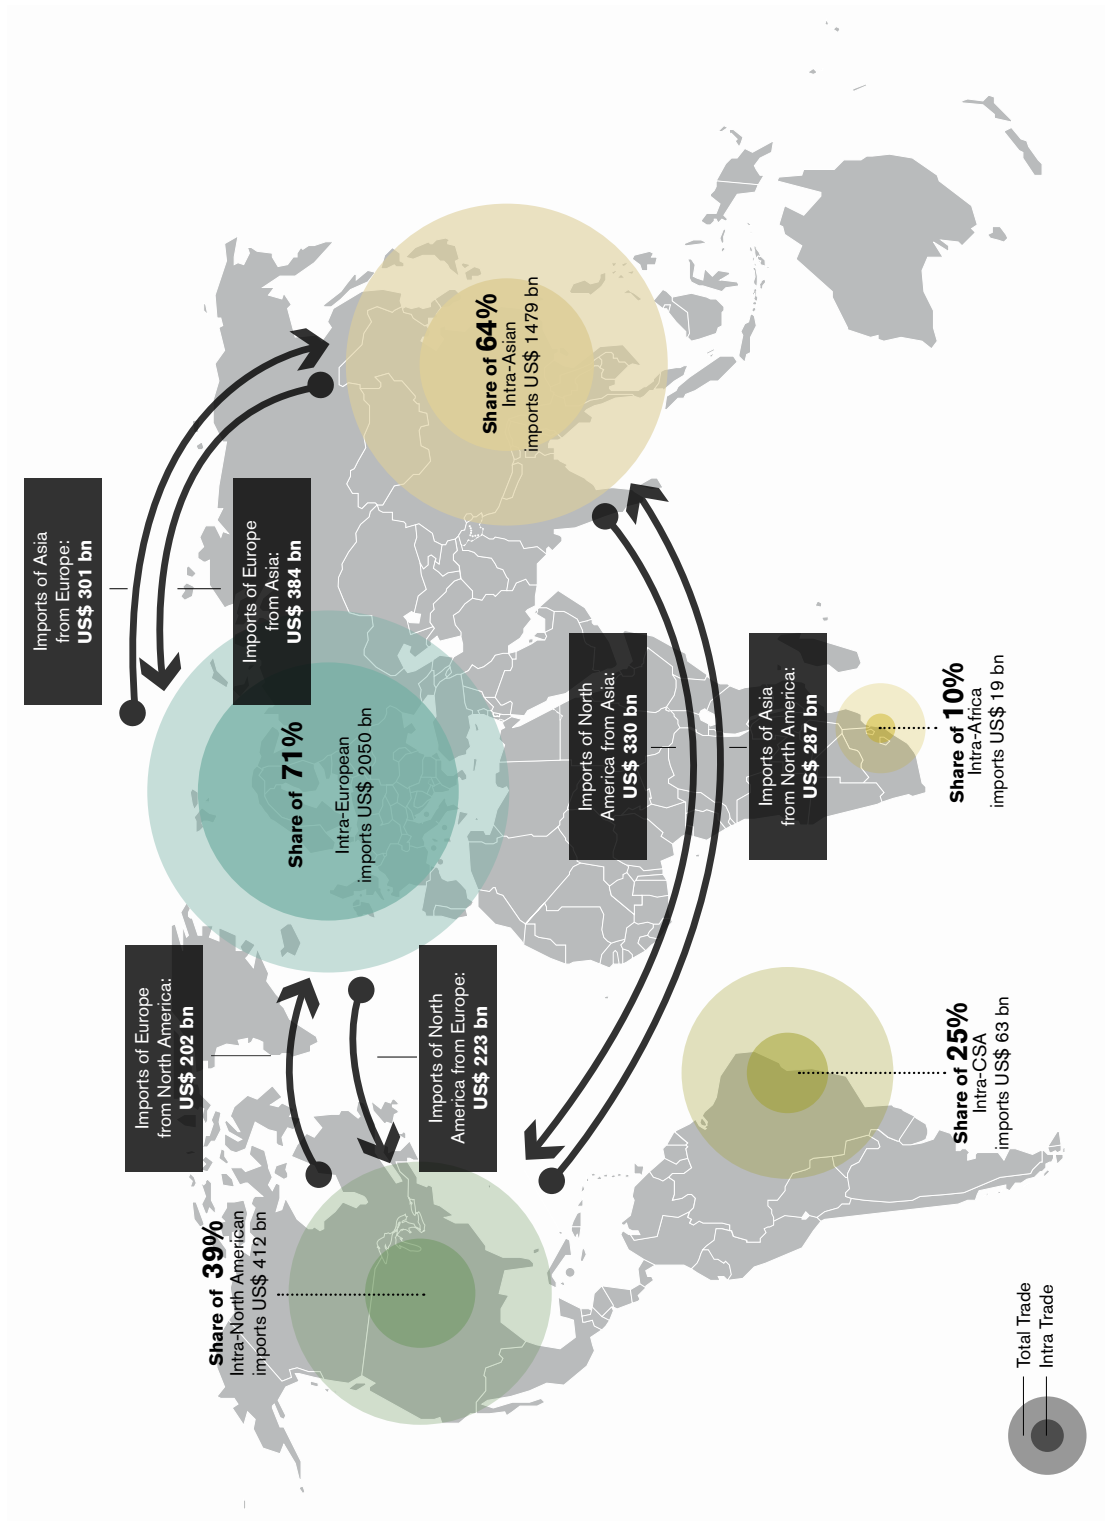 Share of 39%
Intra-North American
imports US$ 412 bn
Imports of Europe
from North America:
US$ 202 bn
Imports of North
America from Europe:
US$ 223 bn
Share of 71%
Intra-European
imports US$ 2050 bn
Imports of Asia
from Europe:
US$ 301 bn
Imports of Europe
from Asia:
US$ 384 bn
Share of 64%
Intra-Asian
imports US$ 1479 bn
Imports of North
America from Asia:
US$ 330 bn
Imports of Asia
from North America:
US$ 287 bn
Share of 25%
Intra-CSA
imports US$ 63 bn
Share of 10%
Intra-Africa
imports US$ 19 bn
Total Trade
Intra Trade